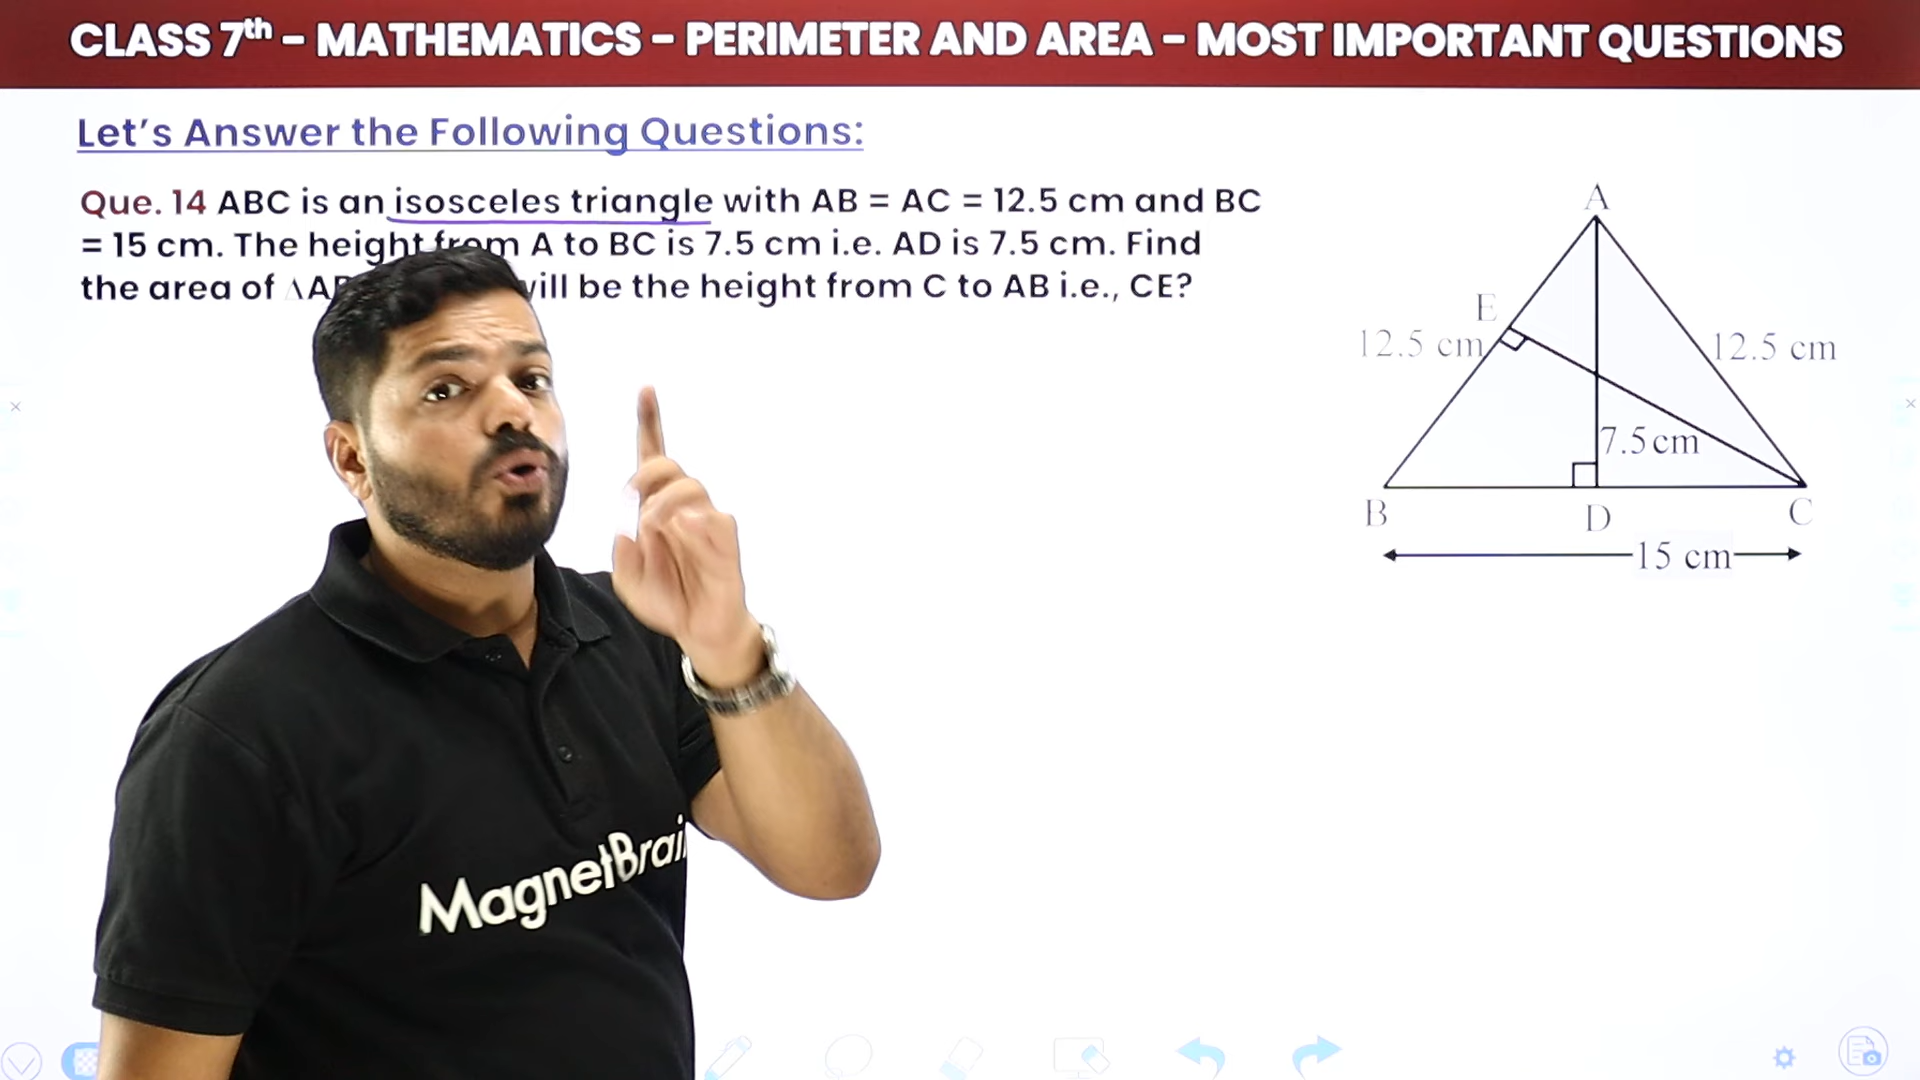 CLASS 7th – MATHEMATICS – PERIMETER AND AREA – MOST IMPORTANT QUESTIONS
Let's Answer the Following Questions:
Que. 14 ABC is an isosceles triangle with AB = AC = 12.5 cm and BC
= 15 cm. The height from A to BC is 7.5 cm i.e. AD is 7.5 cm. Find
the area of will be the height from C to AB i.e., CE?
A
E
12.5 cm
12.5 cm
7.5 cm
B
D
C
15 cm
MagnetBrai